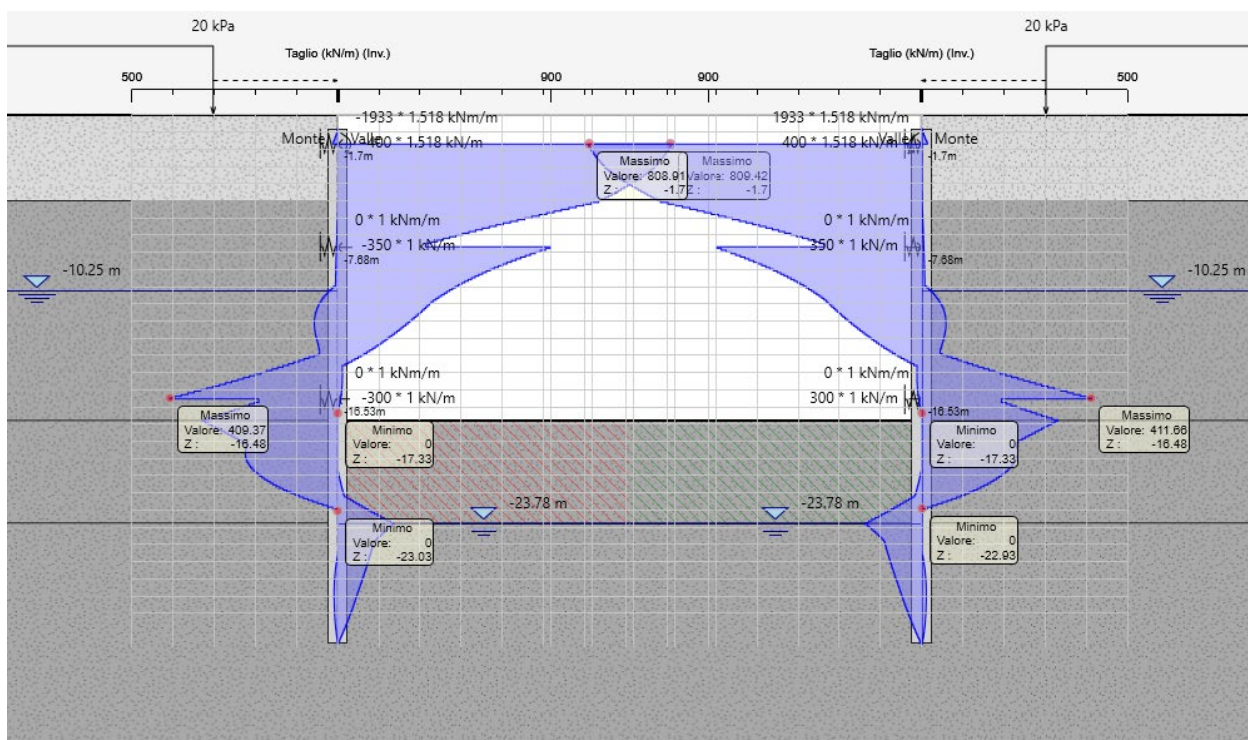 20 kPa
20 kPa
Taglio (kN/m) (Inv.)
Taglio (kN/m) (Inv.)
500
900
900
500
-1933 * 1.518 kNm/m
1933 * 1.518 kNm/m
Monte
Valle
-400 * 1.518 kN/m
400 * 1.518 kN/m
Valle
Monte
-1.7m
-1.7m
Massimo
Valore: 808.91
Z : -1.7
Massimo
Valore: 809.42
Z : -1.7
0 * 1 kNm/m
0 * 1 kNm/m
-350 * 1 kN/m
350 * 1 kN/m
-7.68m
-7.68m
-10.25 m
-10.25 m
0 * 1 kNm/m
0 * 1 kNm/m
-300 * 1 kN/m
300 * 1 kN/m
-16.53m
-16.53m
Massimo
Valore: 409.37
Z : -16.48
Minimo
Valore: 0
Z : -17.33
Minimo
Valore: 0
Z : -17.33
Massimo
Valore: 411.66
Z : -16.48
-23.78 m
-23.78 m
Minimo
Valore: 0
Z : -23.03
Minimo
Valore: 0
Z : -22.93